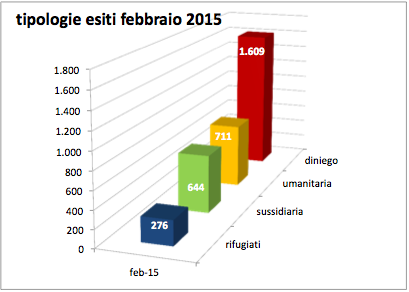 tipologie esiti febbraio 2015
1.800
1.600
1.400
1.200
1.000
800
600
400
200
0
1.609
711
644
276
diniego
umanitaria
sussidiaria
rifugiati
feb-15